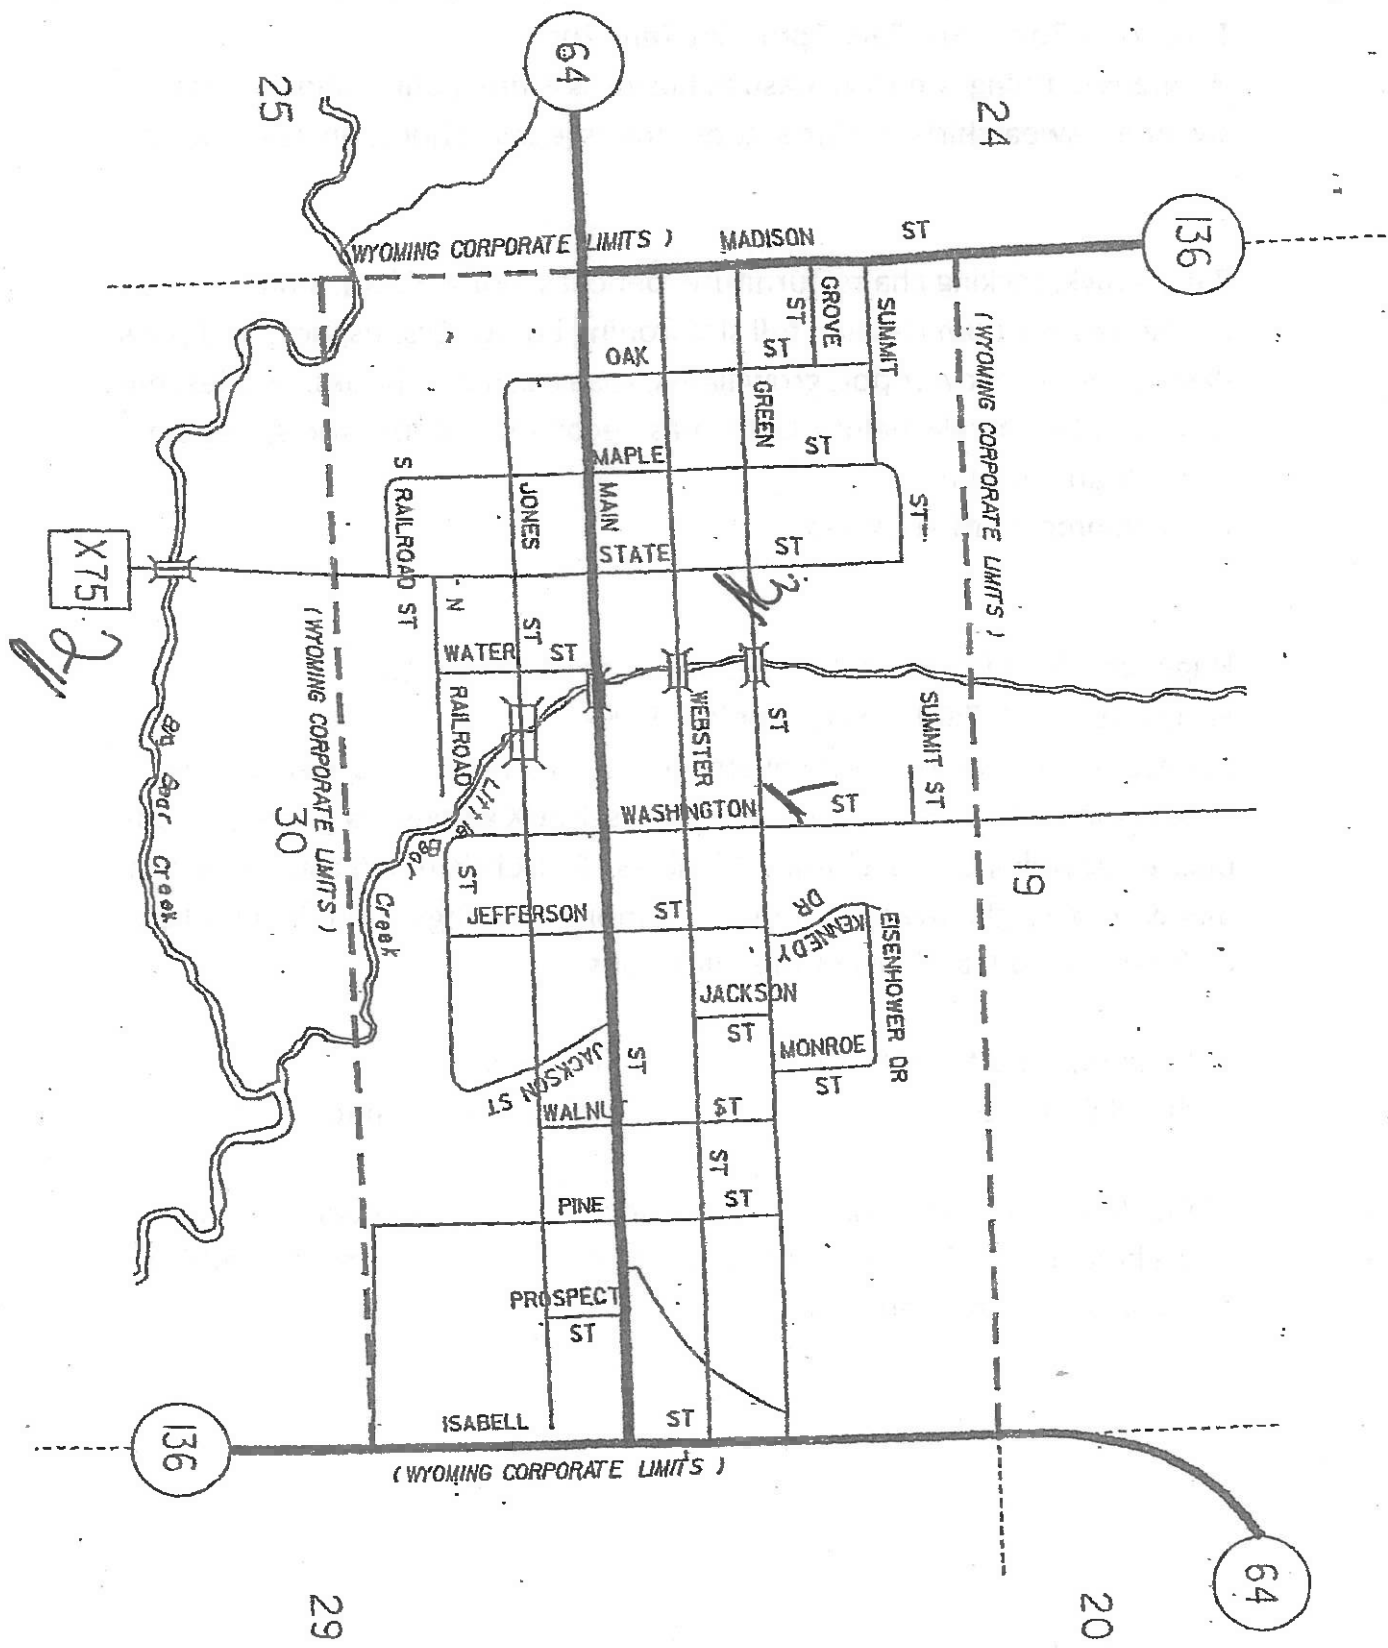 64
25
24
136
(WYOMING CORPORATE LIMITS)
MADISON ST
GROVE ST
SUMMIT
ST
(WYOMING CORPORATE LIMITS)
OAK ST
GREEN
ST
MAPLE ST
S RAILROAD ST
JONES
ST
MAIN
ST
STATE ST
X75
2
3
N
RAILROAD
ST
WATER ST
WEBSTER
ST
SUMMIT ST
(WYOMING CORPORATE LIMITS)
Big Bear Creek
Little Bear Creek
WASHINGTON ST
30
19
JEFFERSON ST
KENNEDY DR
EISENHOWER DR
JACKSON ST
MONROE ST
JACKSON ST
WALNUT ST
PINE ST
PROSPECT ST
ISABELL ST
136
(WYOMING CORPORATE LIMITS)
64
29
20